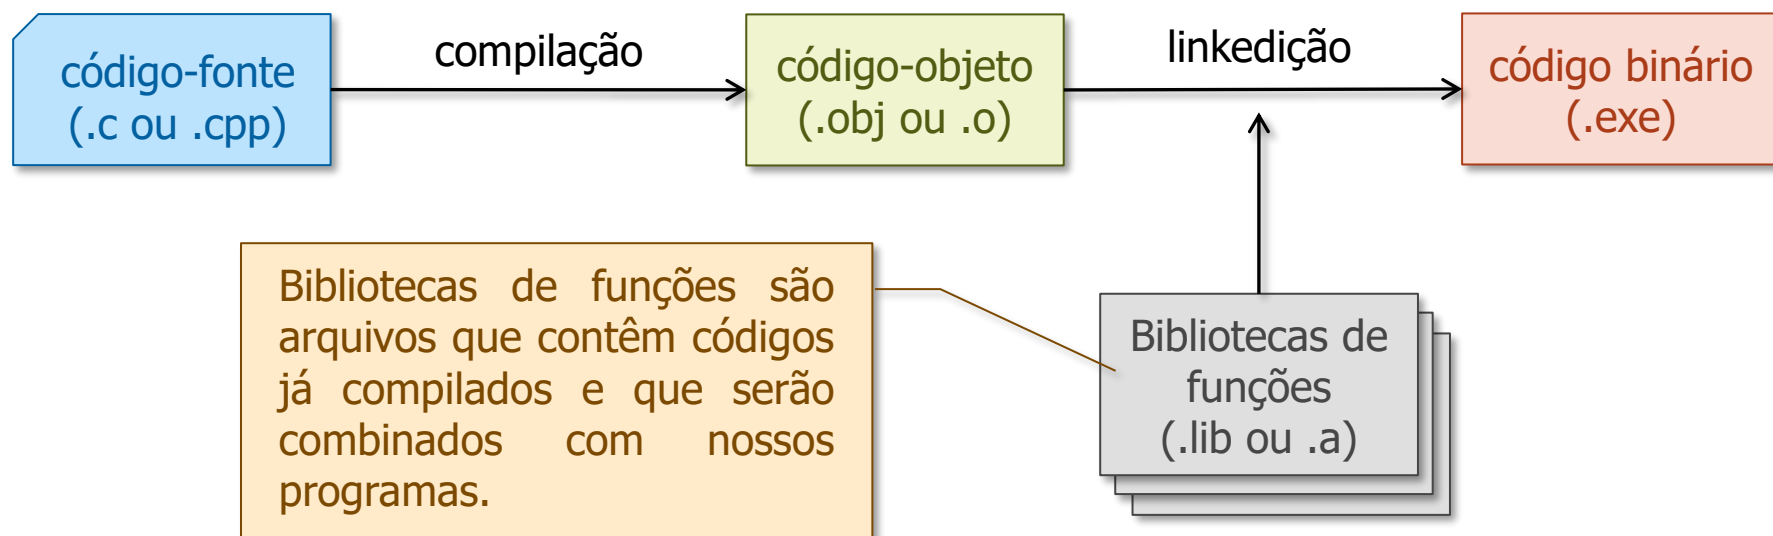 código-fonte
(.c ou .cpp)
compilação
código-objeto
(.obj ou .o)
linkedição
código binário
(.exe)
Bibliotecas de funções são
arquivos que contêm códigos
já compilados e que serão
combinados com nossos
programas.
Bibliotecas de
funções
(.lib ou .a)